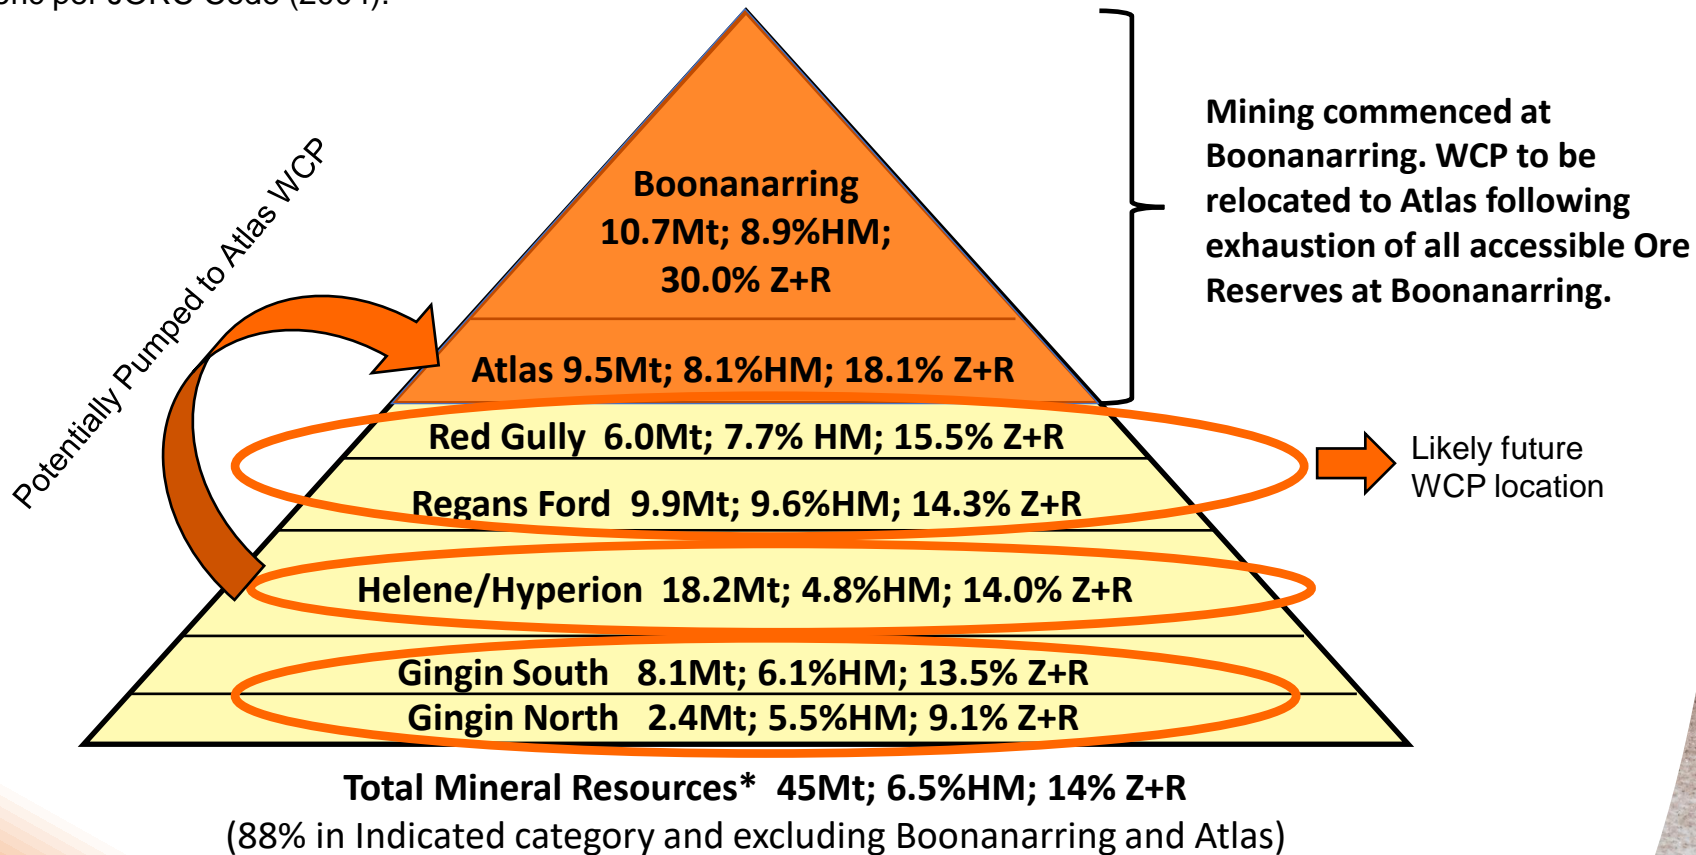 per JORC Code (2004).
Boonanarring
10.7Mt; 8.9%HM;
30.0% Z+R
Atlas 9.5Mt; 8.1%HM; 18.1% Z+R
Red Gully 6.0Mt; 7.7% HM; 15.5% Z+R
Regans Ford 9.9Mt; 9.6%HM; 14.3% Z+R
Helene/Hyperion 18.2Mt; 4.8%HM; 14.0% Z+R
Gingin South 8.1Mt; 6.1%HM; 13.5% Z+R
Gingin North 2.4Mt; 5.5%HM; 9.1% Z+R
Total Mineral Resources* 45Mt; 6.5%HM; 14% Z+R
(88% in Indicated category and excluding Boonanarring and Atlas)
Potentially Pumped to Atlas WCP
Mining commenced at
Boonanarring. WCP to be
relocated to Atlas following
exhaustion of all accessible Ore
Reserves at Boonanarring.
Likely future
WCP location